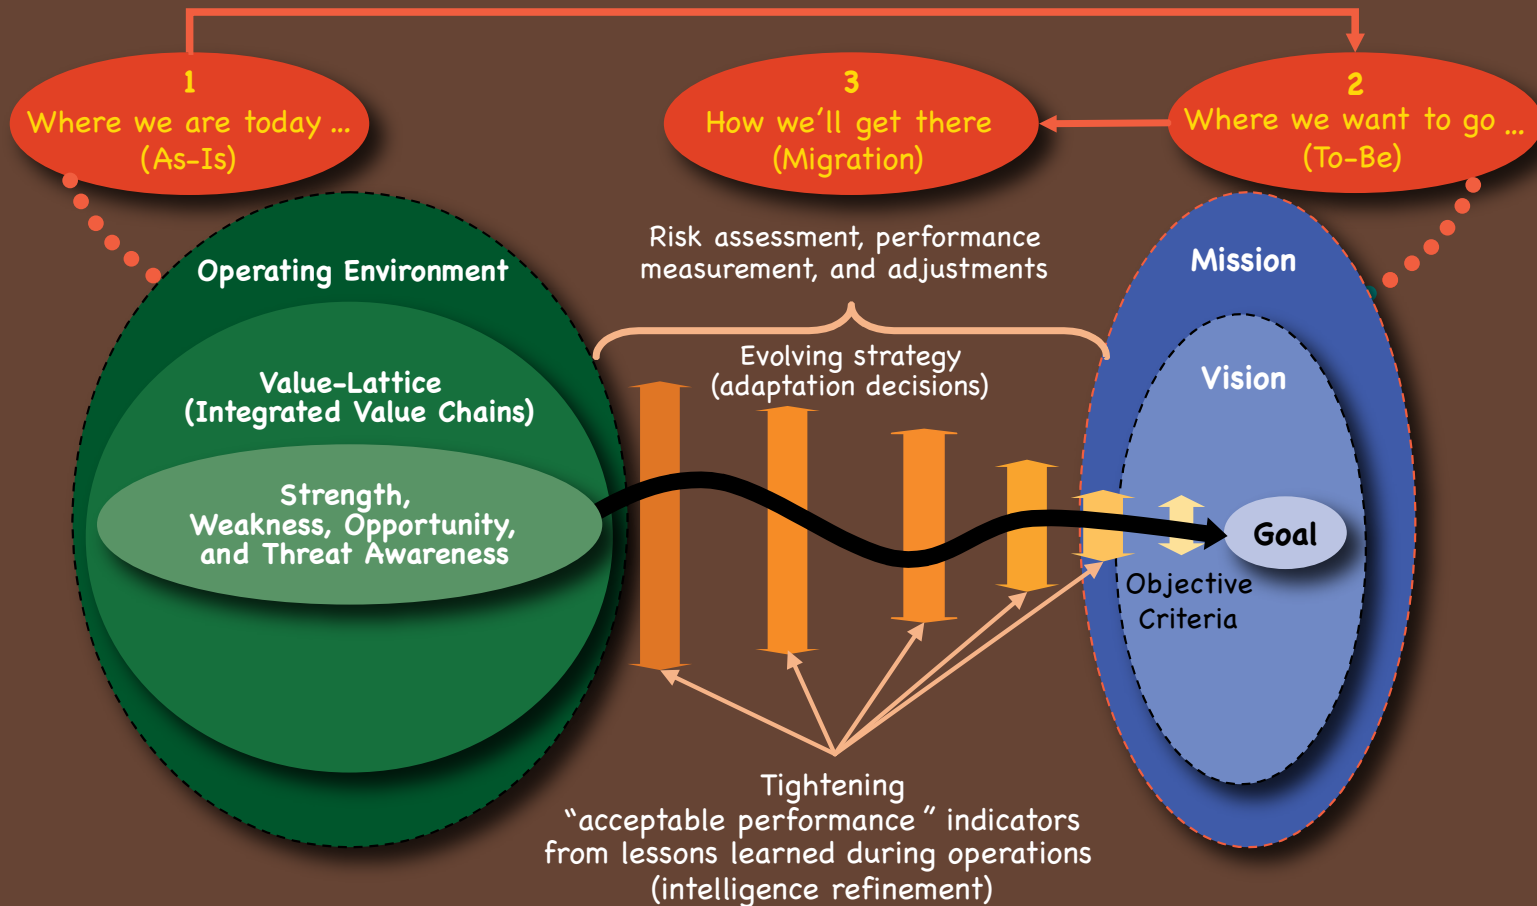 1
Where we are today ...
(As-Is)
3
How we'll get there
(Migration)
2
Where we want to go ...
(To-Be)
Operating Environment
Value-Lattice
(Integrated Value Chains)
Strength,
Weakness, Opportunity,
and Threat Awareness
Risk assessment, performance
measurement, and adjustments
Evolving strategy
(adaptation decisions)
Mission
Vision
Goal
Objective
Criteria
Tightening
“acceptable performance ” indicators
from lessons learned during operations
(intelligence refinement)